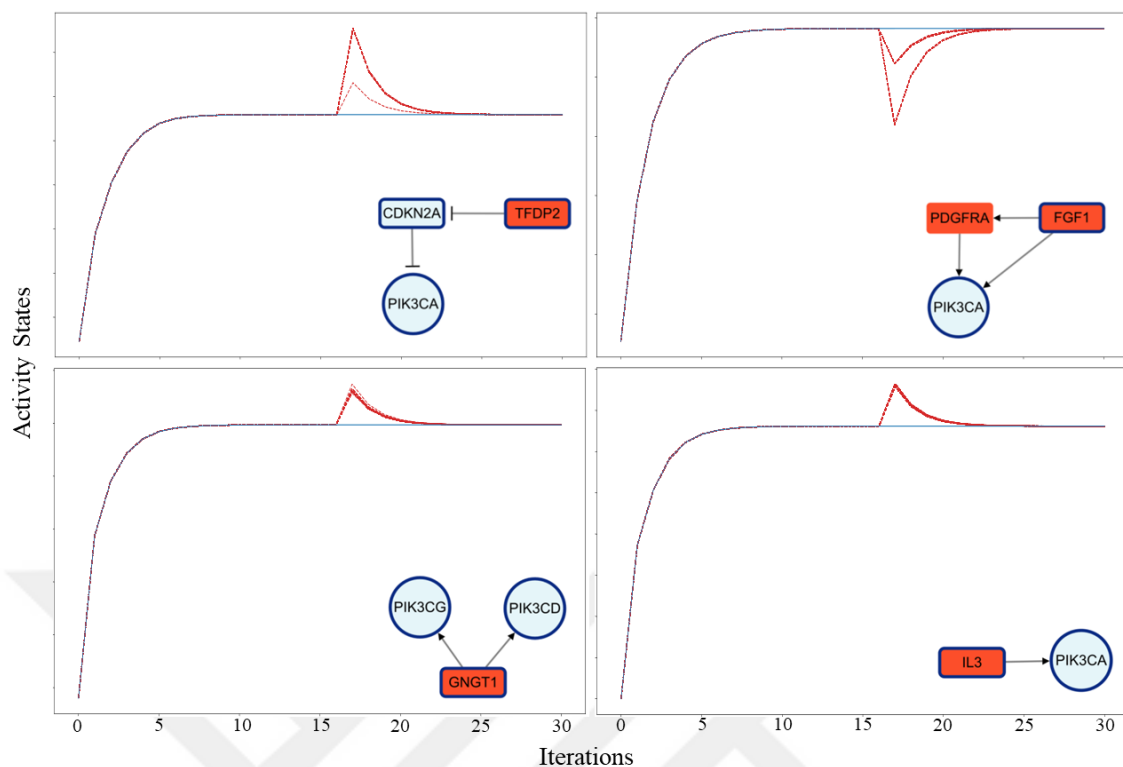 CDKN2A
TFDP2
PIK3CA
PDGFRA
FGF1
PIK3CA
Activity States
PIK3CG
PIK3CD
GNGT1
IL3
PIK3CA
0 5 10 15 20 25 30
0 5 10 15 20 25 30
Iterations